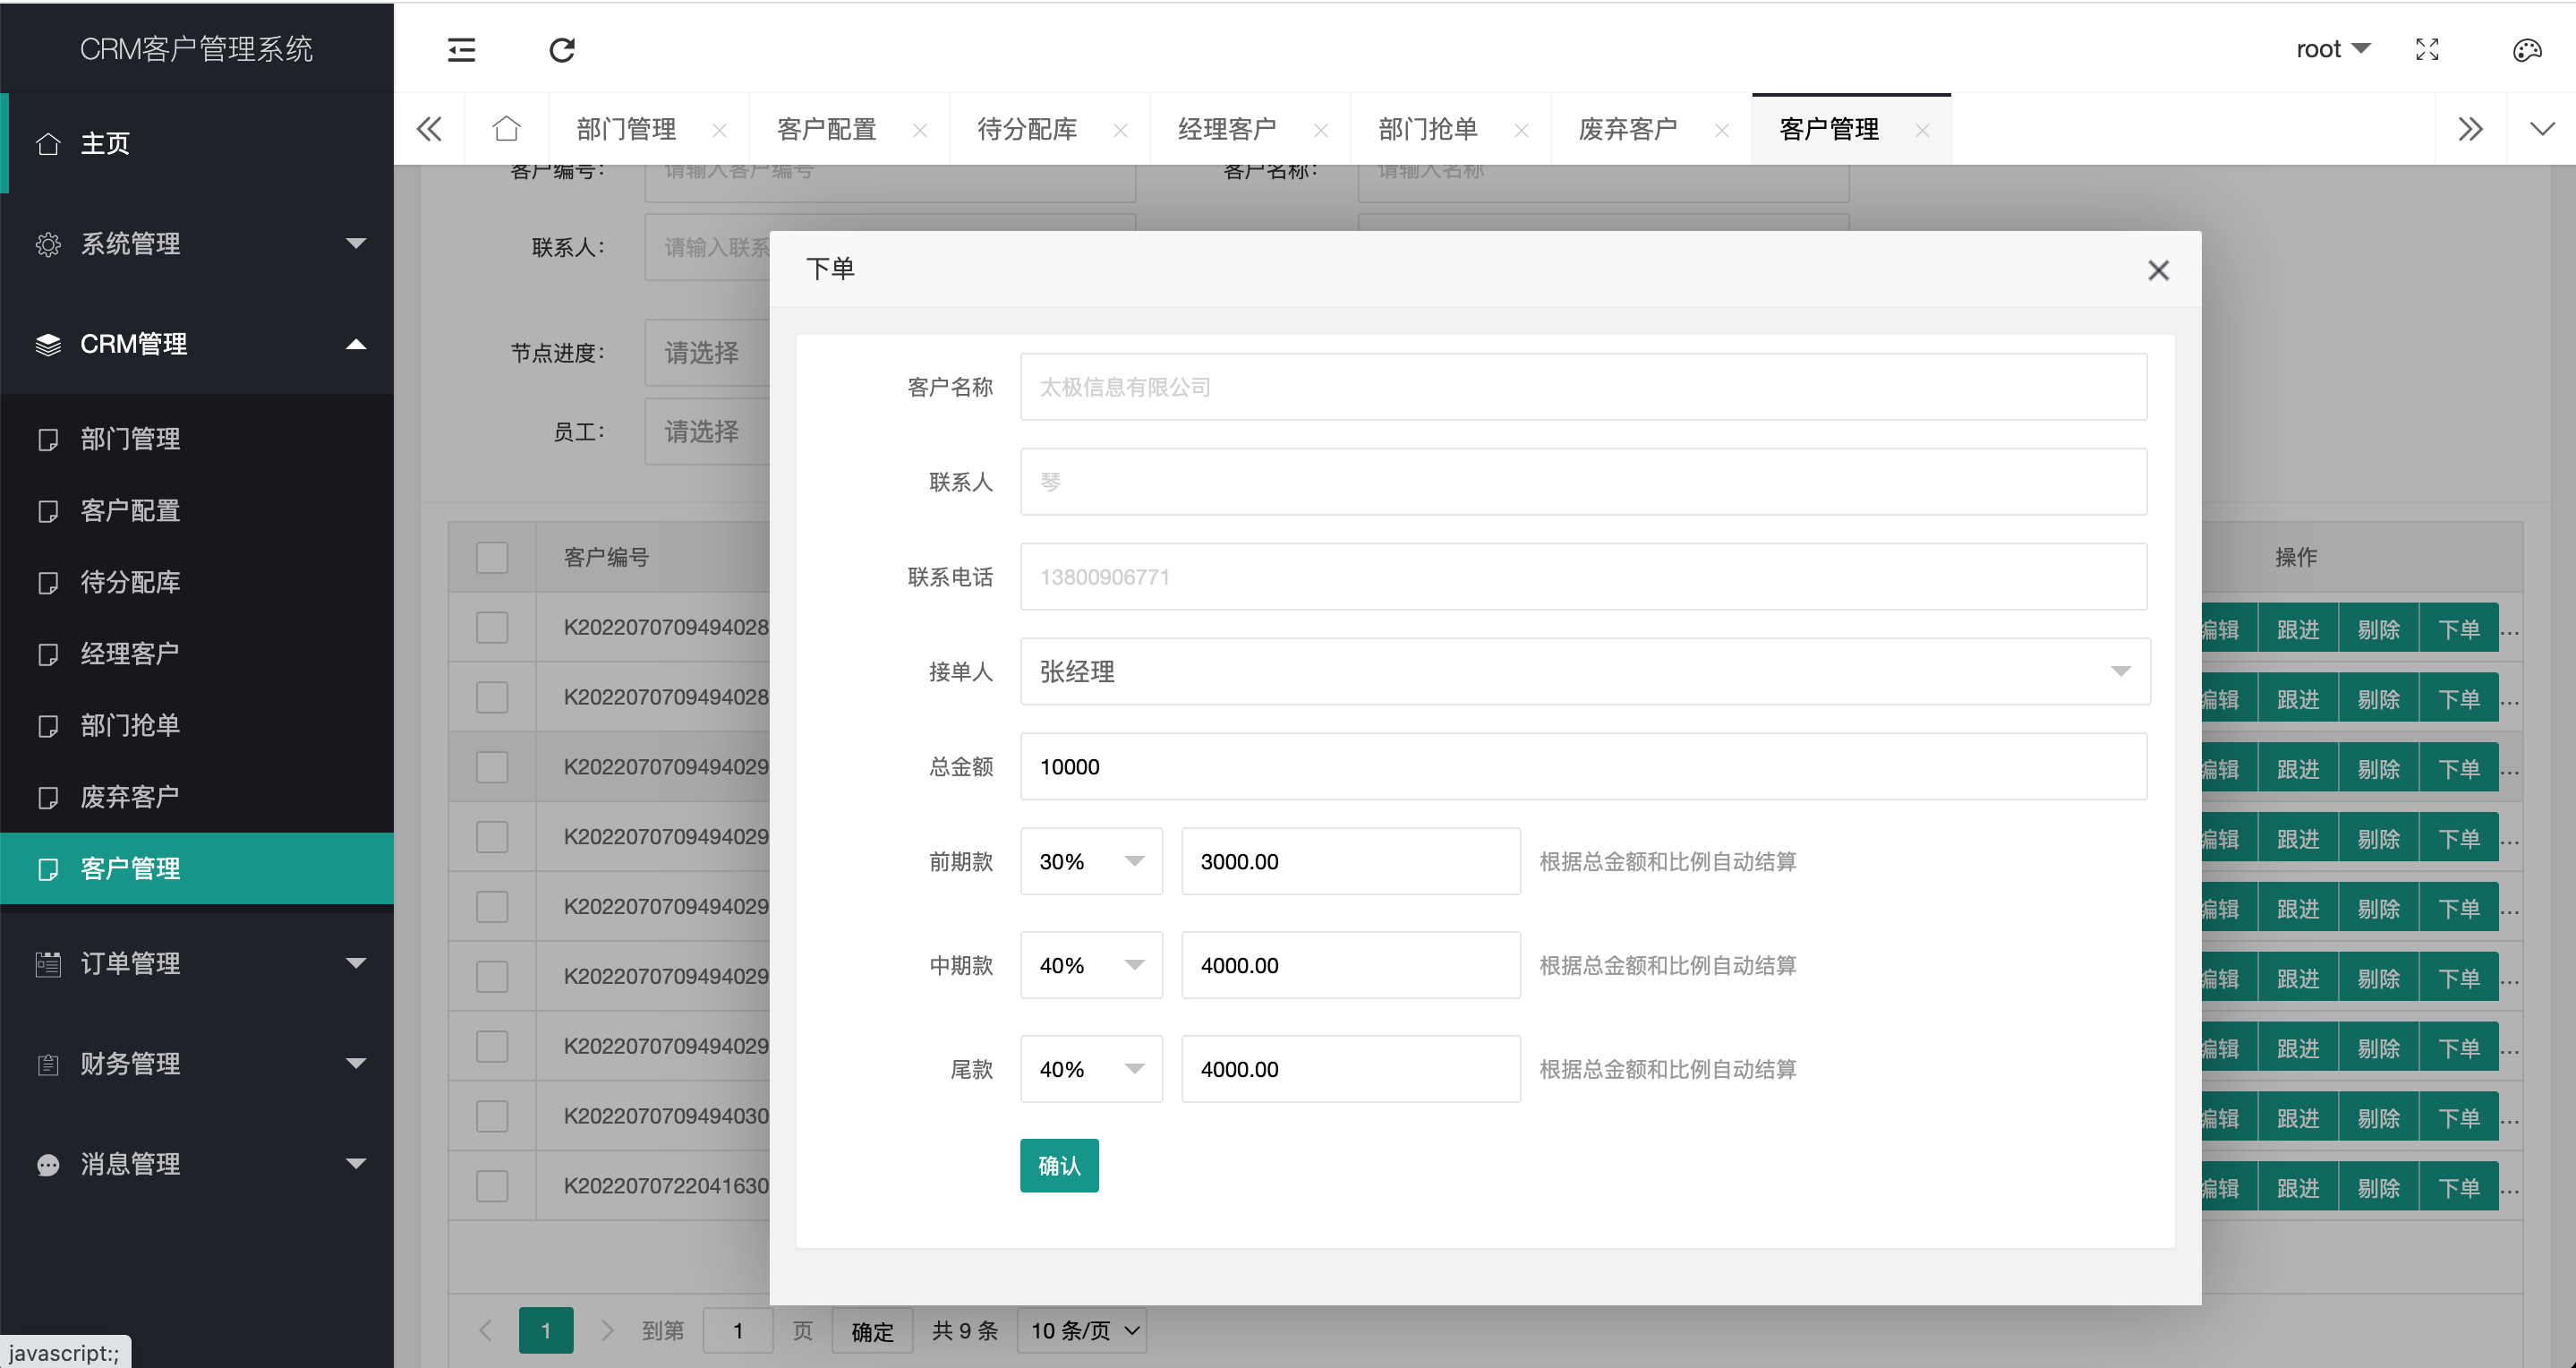 CRM客户管理系统
root
主页
系统管理
CRM管理
部门管理
客户配置
待分配库
经理客户
部门抢单
废弃客户
客户管理
订单管理
财务管理
消息管理
javascript:;
部门管理 客户配置 待分配库 经理客户 部门抢单 废弃客户 客户管理
客户编号: 请输入客户编号 客户名称: 请输入名称
联系人: 请输入联系
节点进度: 请选择
员工: 请选择
下单
客户名称 太极信息有限公司
联系人 琴
联系电话 13800906771
接单人 张经理
总金额 10000
前期款 30% 3000.00 根据总金额和比例自动结算
中期款 40% 4000.00 根据总金额和比例自动结算
尾款 40% 4000.00 根据总金额和比例自动结算
确认
客户编号 操作
K2022070709494028 编辑 跟进 剔除 下单 ...
K2022070709494028 编辑 跟进 剔除 下单 ...
K2022070709494029 编辑 跟进 剔除 下单 ...
K2022070709494029 编辑 跟进 剔除 下单 ...
K2022070709494029 编辑 跟进 剔除 下单 ...
K2022070709494029 编辑 跟进 剔除 下单 ...
K2022070709494029 编辑 跟进 剔除 下单 ...
K2022070709494030 编辑 跟进 剔除 下单 ...
K2022070722041630 编辑 跟进 剔除 下单 ...
1 到第 1 页 确定 共 9 条 10 条/页